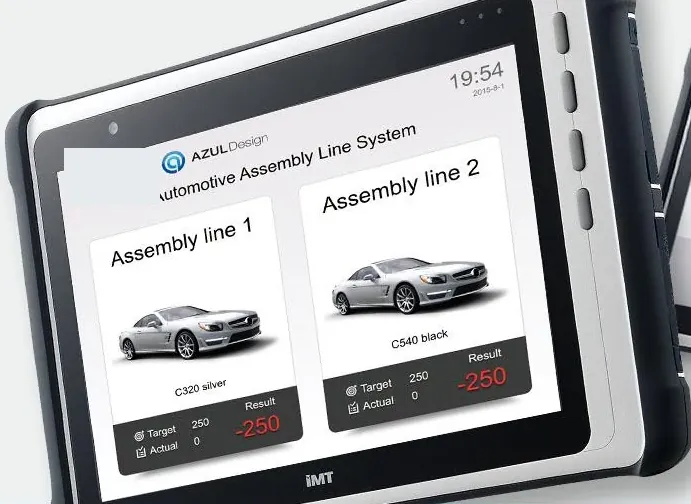 19:54
2015-8-1
AZULDesign
Automotive Assembly Line System
Assembly line 1
C320 silver
Target 250
Actual 0
Result
-250
Assembly line 2
C540 black
Target 250
Actual 0
Result
-250
iMT